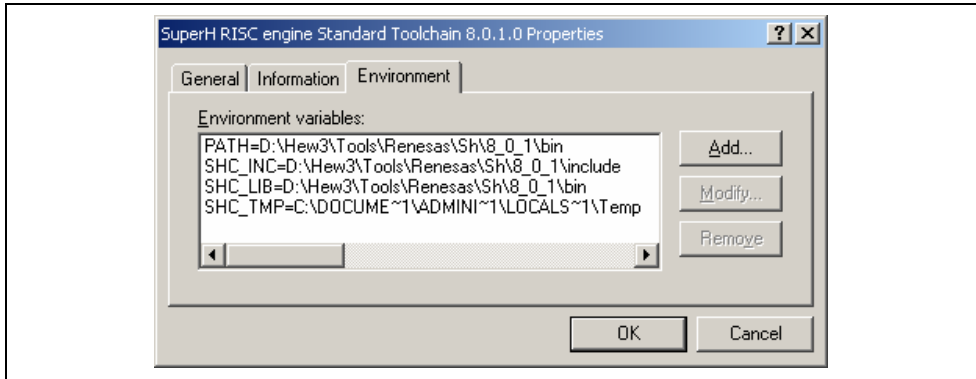 SuperH RISC engine Standard Toolchain 8.0.1.0 Properties
General Information Environment
Environment variables:
PATH=D:\Hew3\Tools\Renesas\Sh\8_0_1\bin
SHC_INC=D:\Hew3\Tools\Renesas\Sh\8_0_1\include
SHC_LIB=D:\Hew3\Tools\Renesas\Sh\8_0_1\bin
SHC_TMP=C:\DOCUME~1\ADMINI~1\LOCALS~1\Temp
Add...
Modify...
Remove
OK Cancel